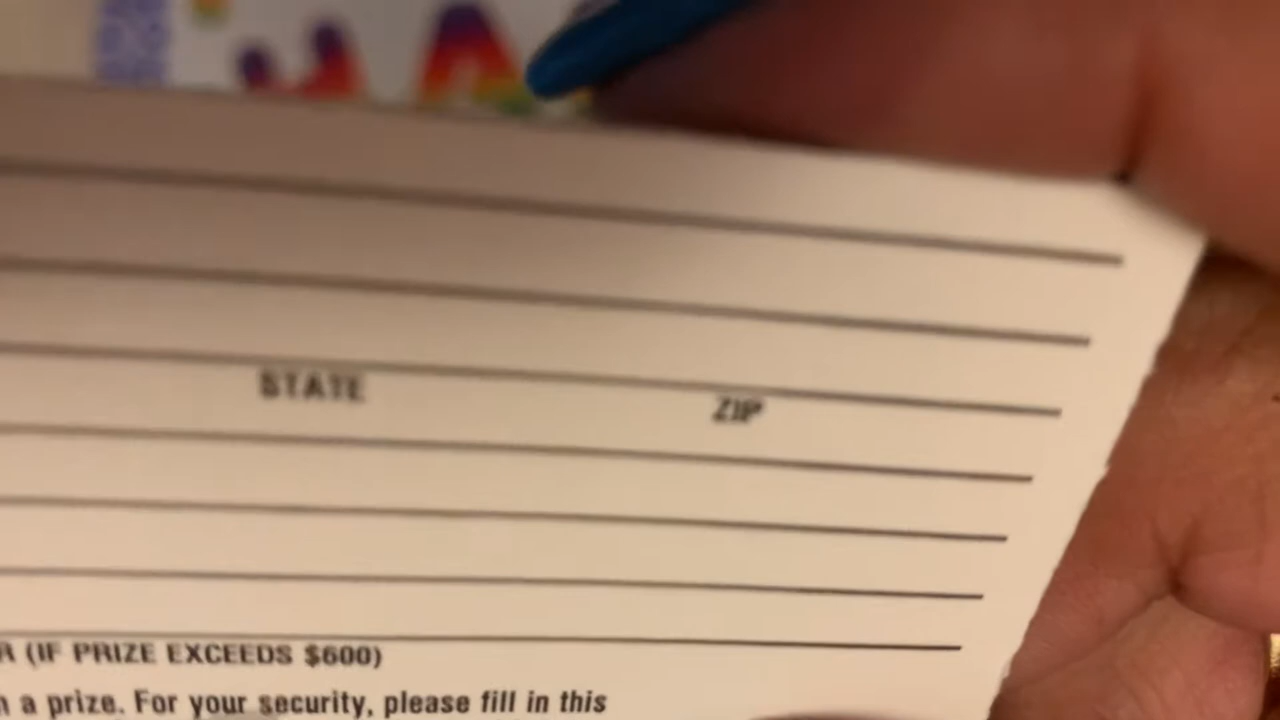 STATE ZIP
(IF PRIZE EXCEEDS $600)
a prize. For your security, please fill in this